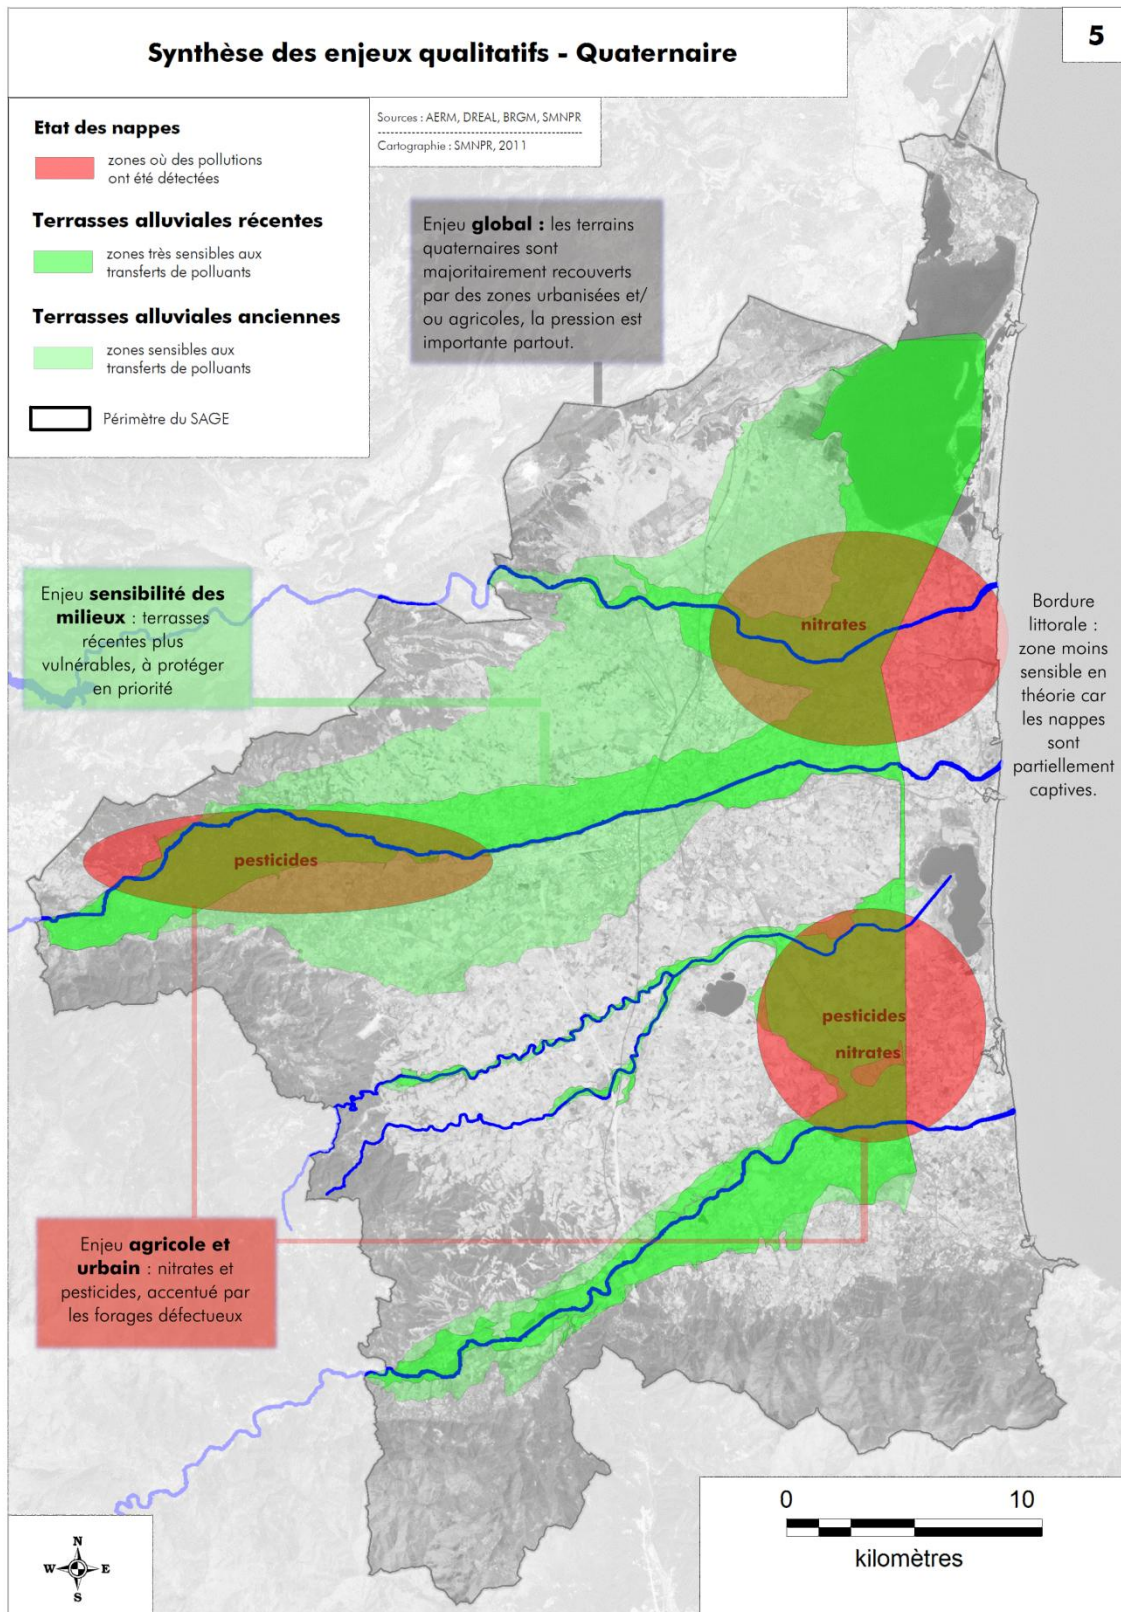 Synthèse des enjeux qualitatifs - Quaternaire
5
Etat des nappes
zones où des pollutions
ont été détectées
Terrasses alluviales récentes
zones très sensibles aux
transferts de polluants
Terrasses alluviales anciennes
zones sensibles aux
transferts de polluants
Périmètre du SAGE
Sources : AERM, DREAL, BRGM, SMNPR
Cartographie : SMNPR, 2011
Enjeu global : les terrains
quaternaires sont
majoritairement recouverts
par des zones urbanisées et/
ou agricoles, la pression est
importante partout.
Enjeu sensibilité des
milieux : terrasses
récentes plus
vulnérables, à protéger
en priorité
nitrates
Bordure
littorale :
zone moins
sensible en
théorie car
les nappes
sont
partiellement
captives.
pesticides
pesticides
nitrates
Enjeu agricole et
urbain : nitrates et
pesticides, accentué par
les forages défectueux
N
W E
S
0 10
kilomètres